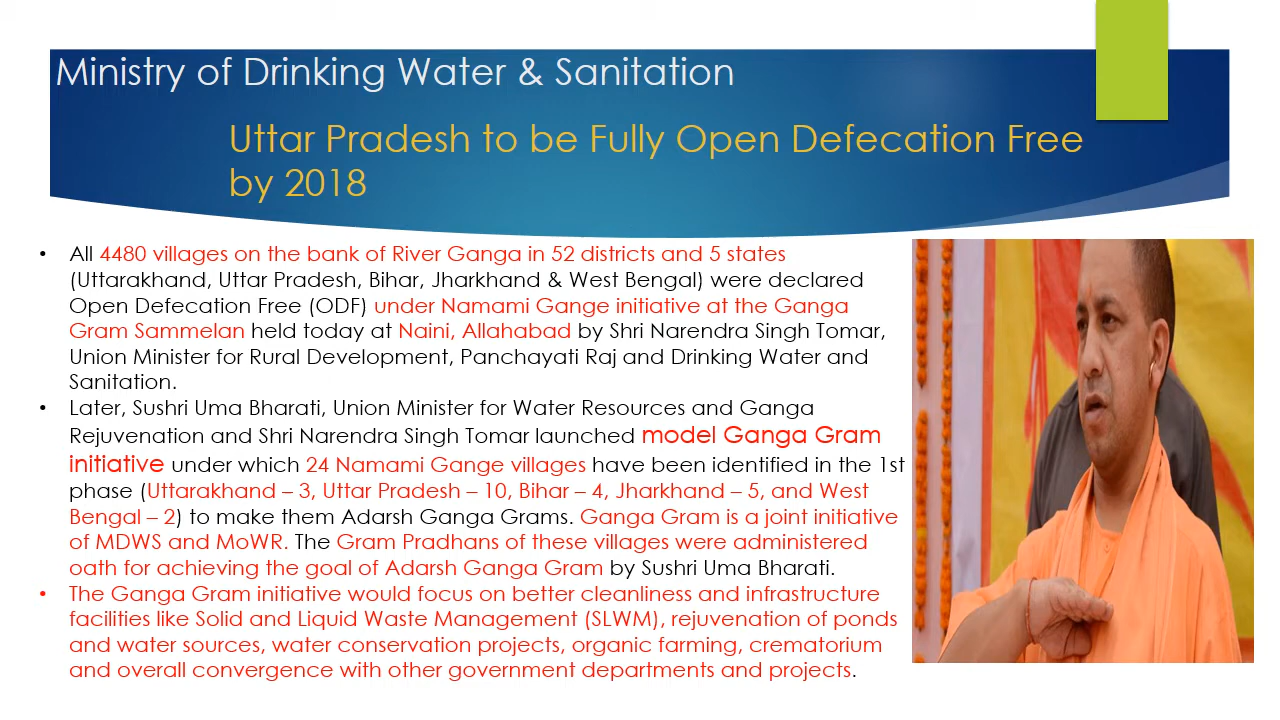 Ministry of Drinking Water & Sanitation
Uttar Pradesh to be Fully Open Defecation Free
by 2018
• All 4480 villages on the bank of River Ganga in 52 districts and 5 states
(Uttarakhand, Uttar Pradesh, Bihar, Jharkhand & West Bengal) were declared
Open Defecation Free (ODF) under Namami Gange initiative at the Ganga
Gram Sammelan held today at Naini, Allahabad by Shri Narendra Singh Tomar,
Union Minister for Rural Development, Panchayati Raj and Drinking Water and
Sanitation.
• Later, Sushri Uma Bharati, Union Minister for Water Resources and Ganga
Rejuvenation and Shri Narendra Singh Tomar launched model Ganga Gram
initiative under which 24 Namami Gange villages have been identified in the 1st
phase (Uttarakhand – 3, Uttar Pradesh – 10, Bihar – 4, Jharkhand – 5, and West
Bengal – 2) to make them Adarsh Ganga Grams. Ganga Gram is a joint initiative
of MDWS and MoWR. The Gram Pradhans of these villages were administered
oath for achieving the goal of Adarsh Ganga Gram by Sushri Uma Bharati.
• The Ganga Gram initiative would focus on better cleanliness and infrastructure
facilities like Solid and Liquid Waste Management (SLWM), rejuvenation of ponds
and water sources, water conservation projects, organic farming, crematorium
and overall convergence with other government departments and projects.